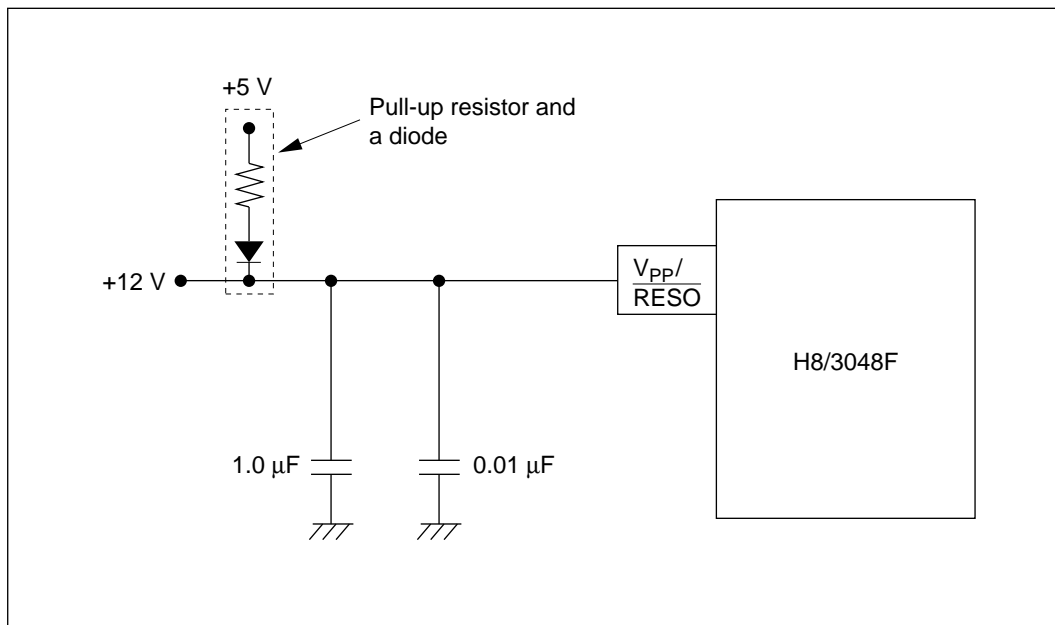 +5 V
Pull-up resistor and
a diode
+12 V
VPP/
RESO
H8/3048F
1.0 μF
0.01 μF